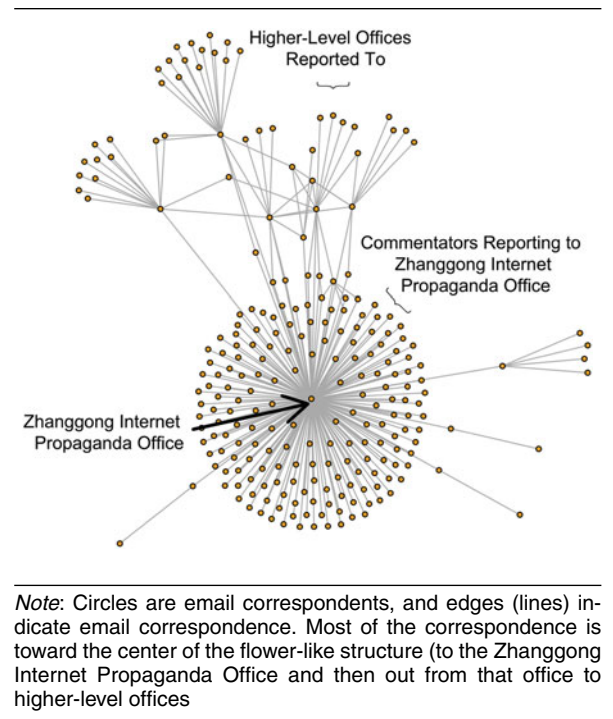 Higher-Level Offices
Reported To
Commentators Reporting to
Zhanggong Internet
Propaganda Office
Zhanggong Internet
Propaganda Office
Note: Circles are email correspondents, and edges (lines) in-
dicate email correspondence. Most of the correspondence is
toward the center of the flower-like structure (to the Zhanggong
Internet Propaganda Office and then out from that office to
higher-level offices